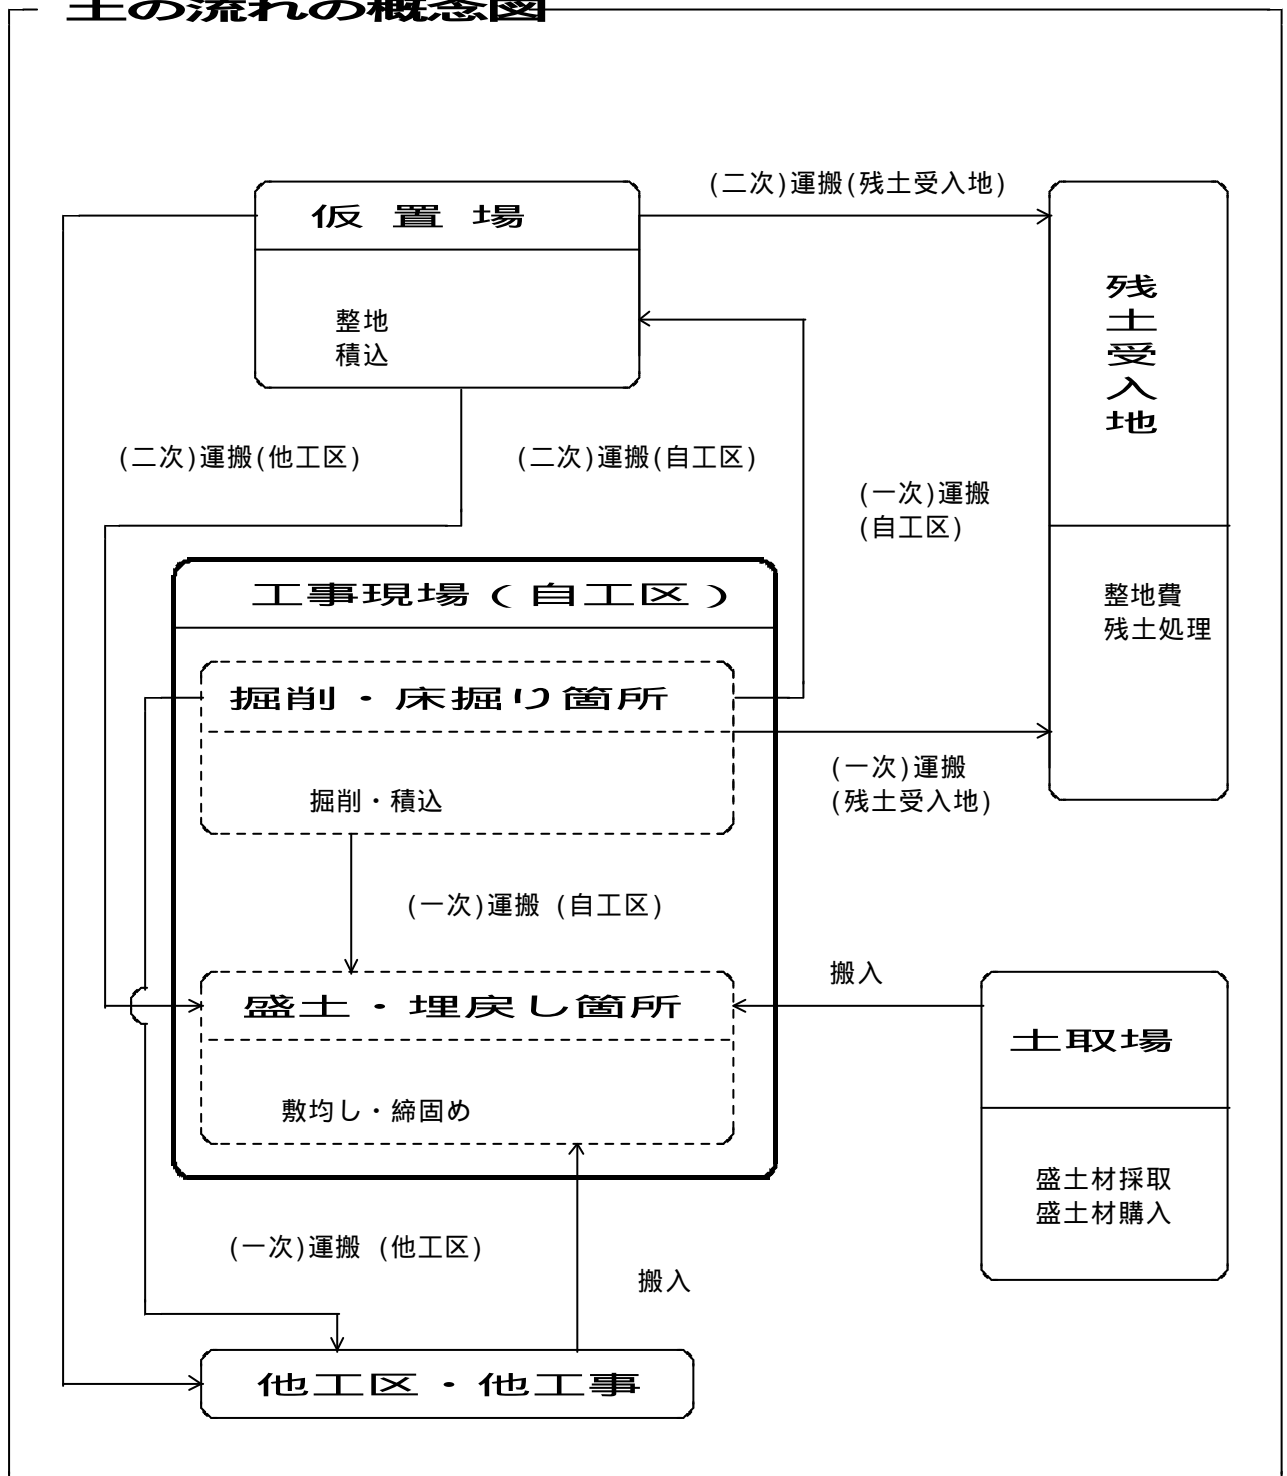 土の流れの概念図
(二次)運搬(残土受入地)
仮置場
整地
積込
残土受入地
(二次)運搬(他工区)
(二次)運搬(自工区)
(一次)運搬
(自工区)
工事現場(自工区)
整地費
残土処理
掘削・床掘り箇所
掘削・積込
(一次)運搬
(残土受入地)
(一次)運搬 (自工区)
盛土・埋戻し箇所
敷均し・締固め
搬入
土取場
盛土材採取
盛土材購入
(一次)運搬 (他工区)
搬入
他工区・他工事